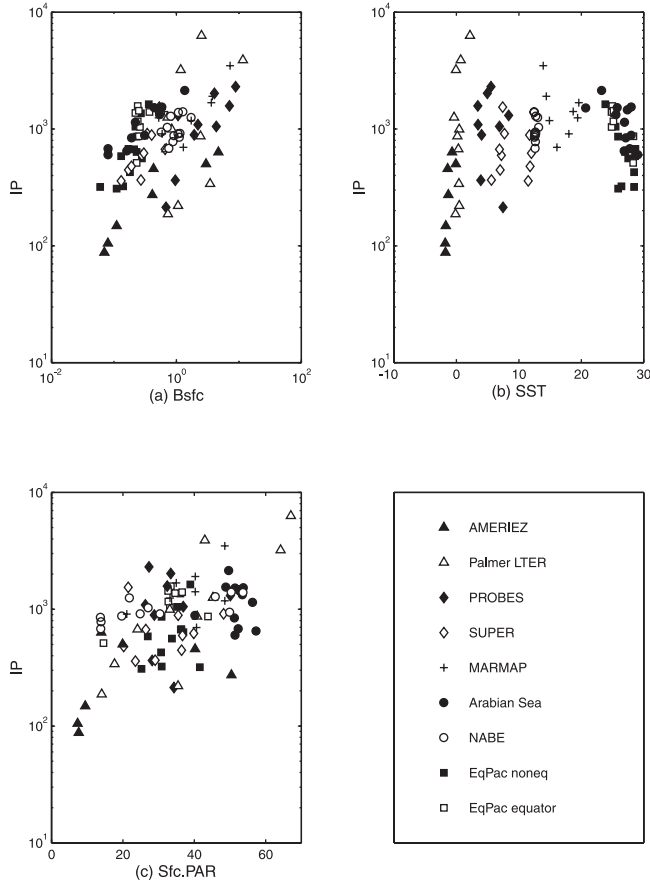 10^4
10^3
10^2
10^1
IP
10^-2
10^0
10^2
(a) Bsfc
10^4
10^3
10^2
10^1
IP
-10
0
10
20
30
(b) SST
10^4
10^3
10^2
10^1
IP
0
20
40
60
(c) Sfc.PAR
AMERIEZ
Palmer LTER
PROBES
SUPER
MARMAP
Arabian Sea
NABE
EqPac noneq
EqPac equator